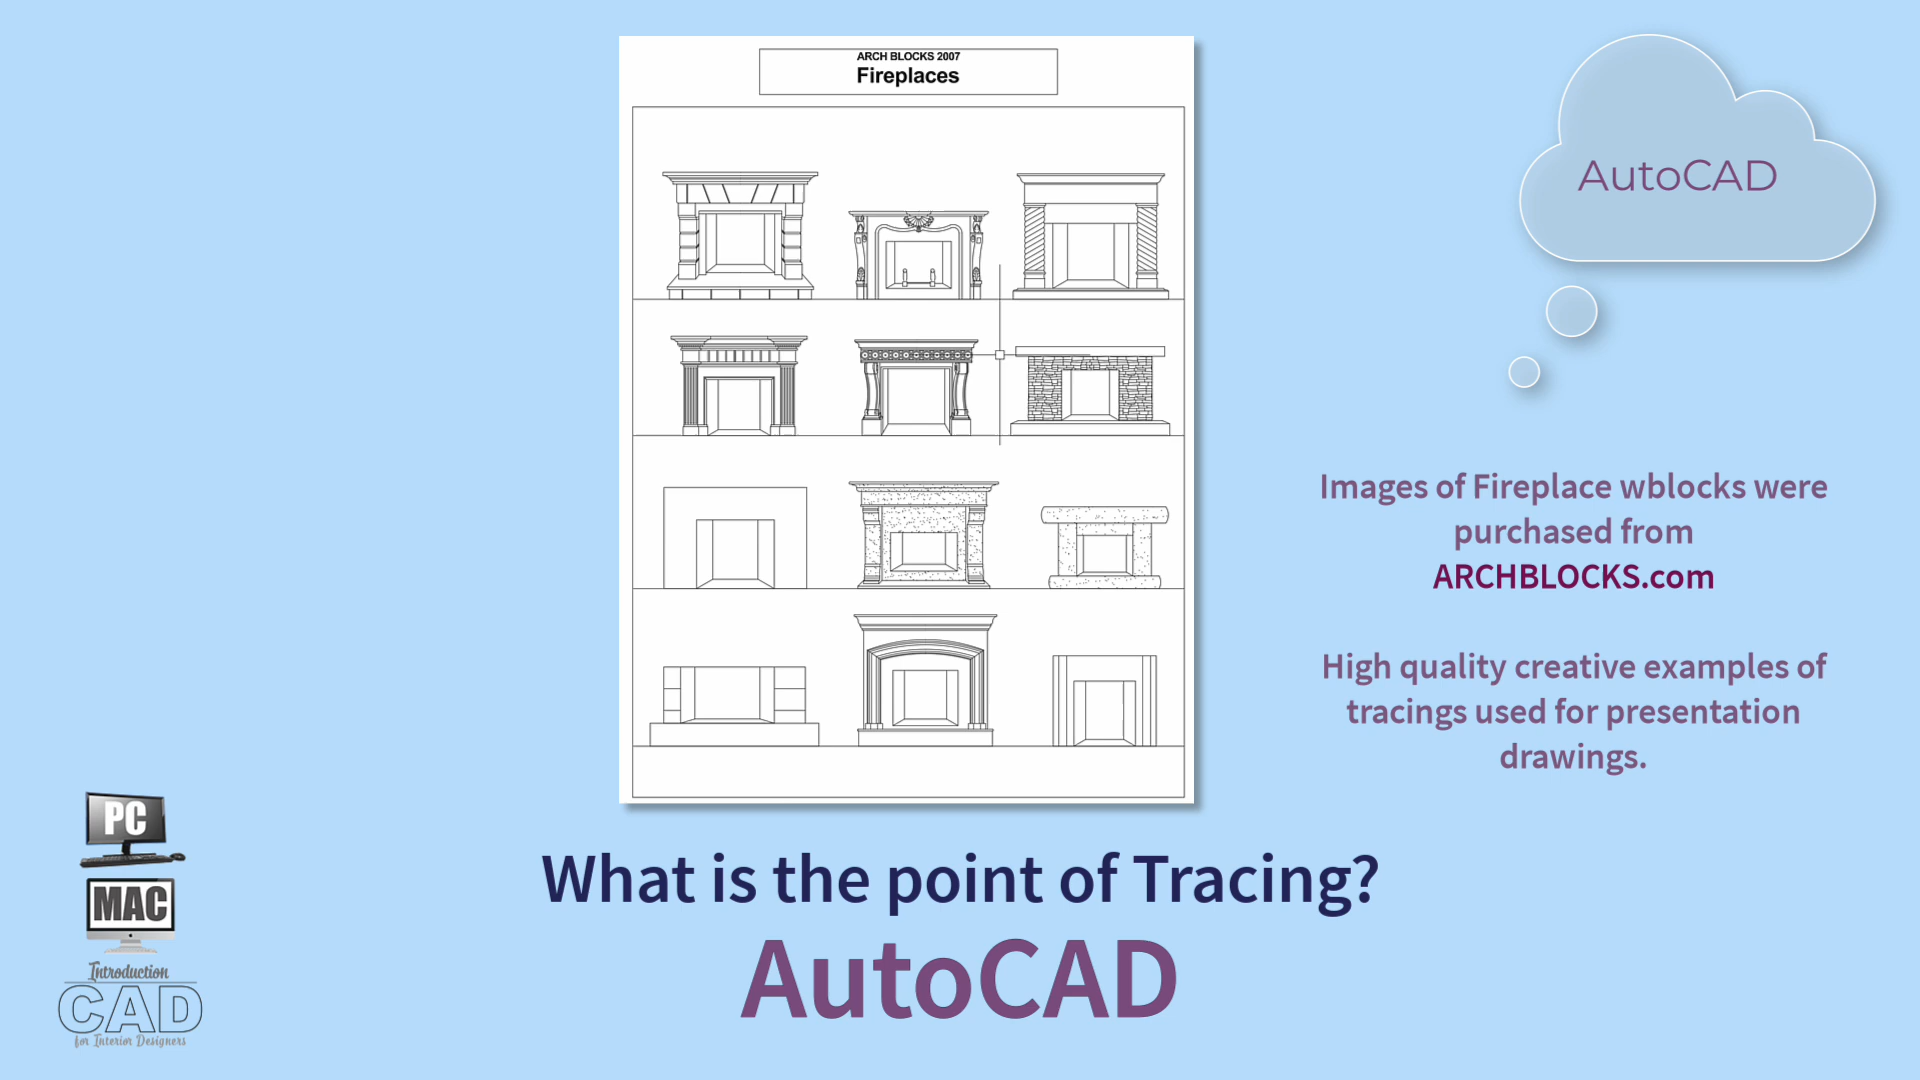 ARCH BLOCKS 2007
Fireplaces
AutoCAD
Images of Fireplace wblocks were
purchased from
ARCHBLOCKS.com
High quality creative examples of
tracings used for presentation
drawings.
PC
MAC
Introduction
CAD
for Interior Designers
What is the point of Tracing?
AutoCAD